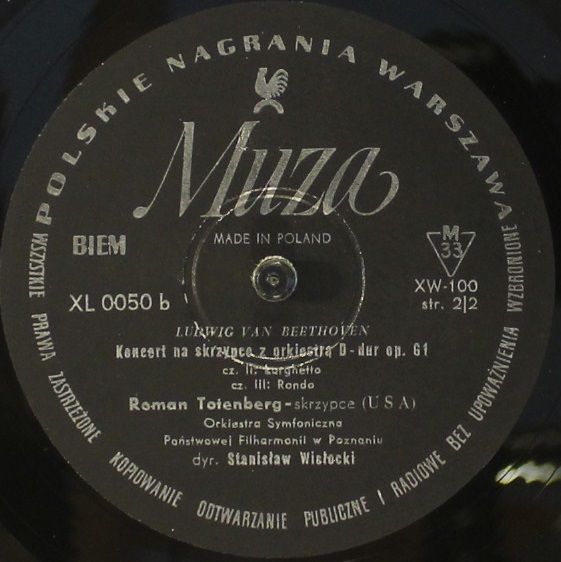 POLSKIE NAGRANIA WARSZAWA
Muza
MADE IN POLAND
BIEM
M
33
XL 0050 b
XW-100
str. 2|2
LUDWIG VAN BEETHOVEN
Koncert na skrzypce z orkiestrą D-dur op. 61
cz. II: Larghetto
cz. III: Rondo
Roman Totenberg-skrzypce (USA)
Orkiestra Symfoniczna
Państwowej Filharmonii w Poznaniu
dyr. Stanisław Wisłocki
WSZYSTKIE PRAWA ZASTRZEŻONE KOPIOWANIE ODTWARZANIE PUBLICZNE I RADIOWE BEZ UPOWAŻNIENIA WZBRONIONE